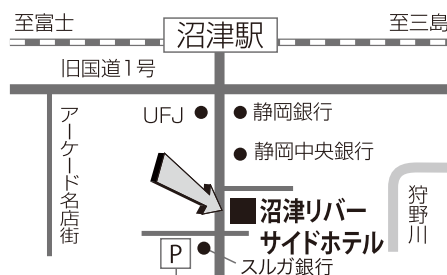 至富士
沼津駅
至三島
旧国道1号
UFJ
静岡銀行
静岡中央銀行
アーケード名店街
沼津リバー
サイドホテル
狩野川
P
スルガ銀行